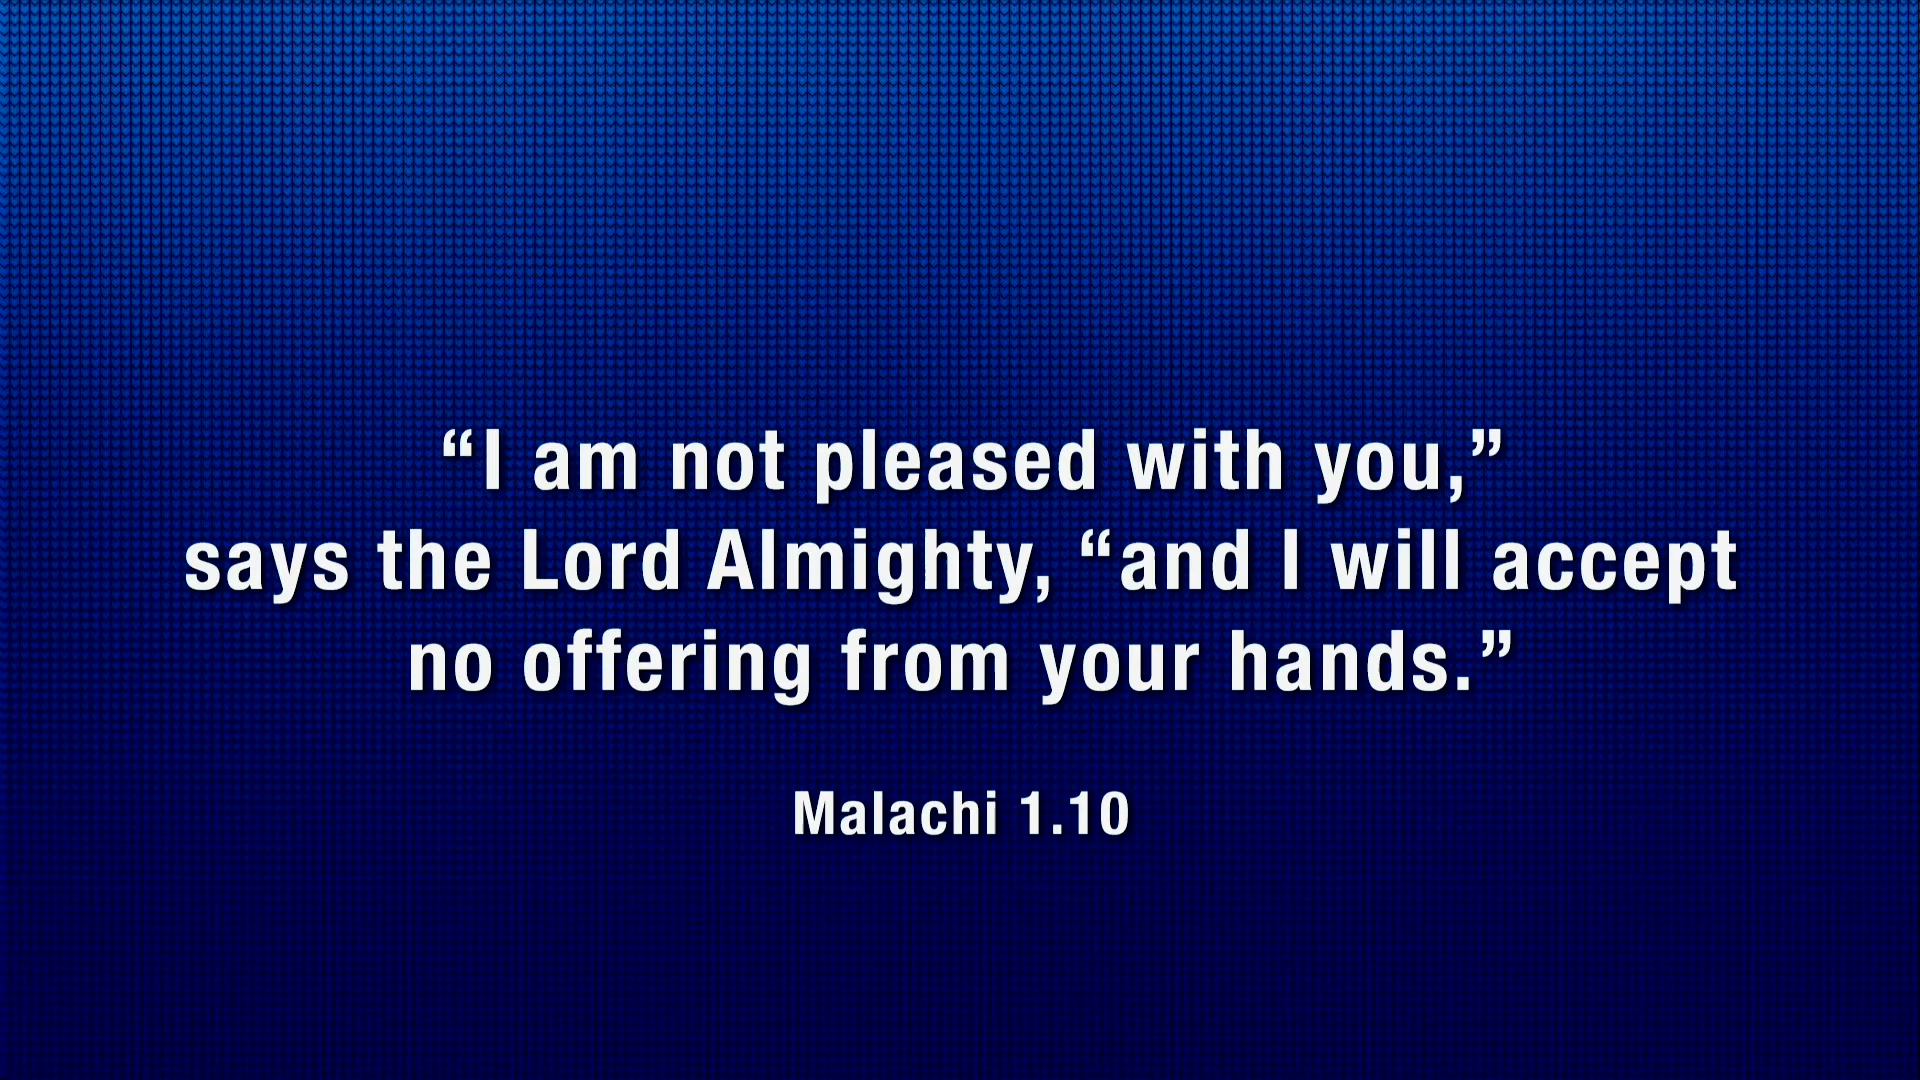 “I am not pleased with you,”
says the Lord Almighty, “and I will accept
no offering from your hands.”
Malachi 1.10